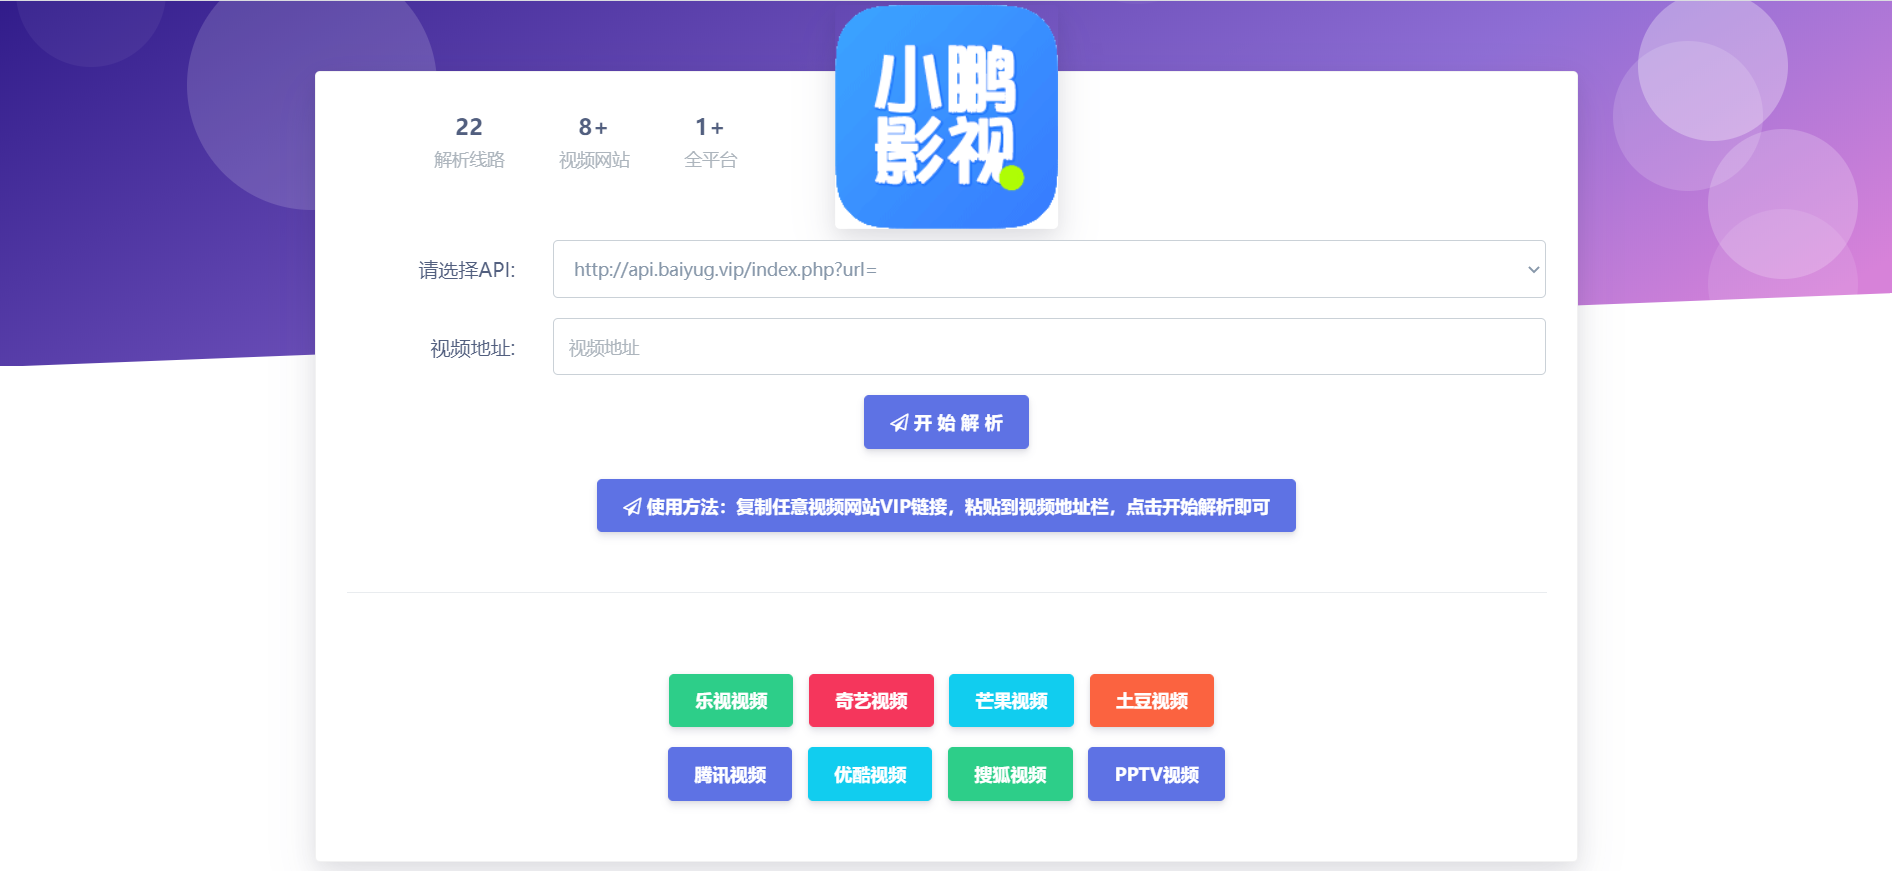 小鹏
影视
22 8+ 1+
解析线路 视频网站 全平台
请选择API: http://api.baiyug.vip/index.php?url=
视频地址: 视频地址
开 始 解 析
使用方法：复制任意视频网站VIP链接，粘贴到视频地址栏，点击开始解析即可
乐视视频 奇艺视频 芒果视频 土豆视频
腾讯视频 优酷视频 搜狐视频 PPTV视频